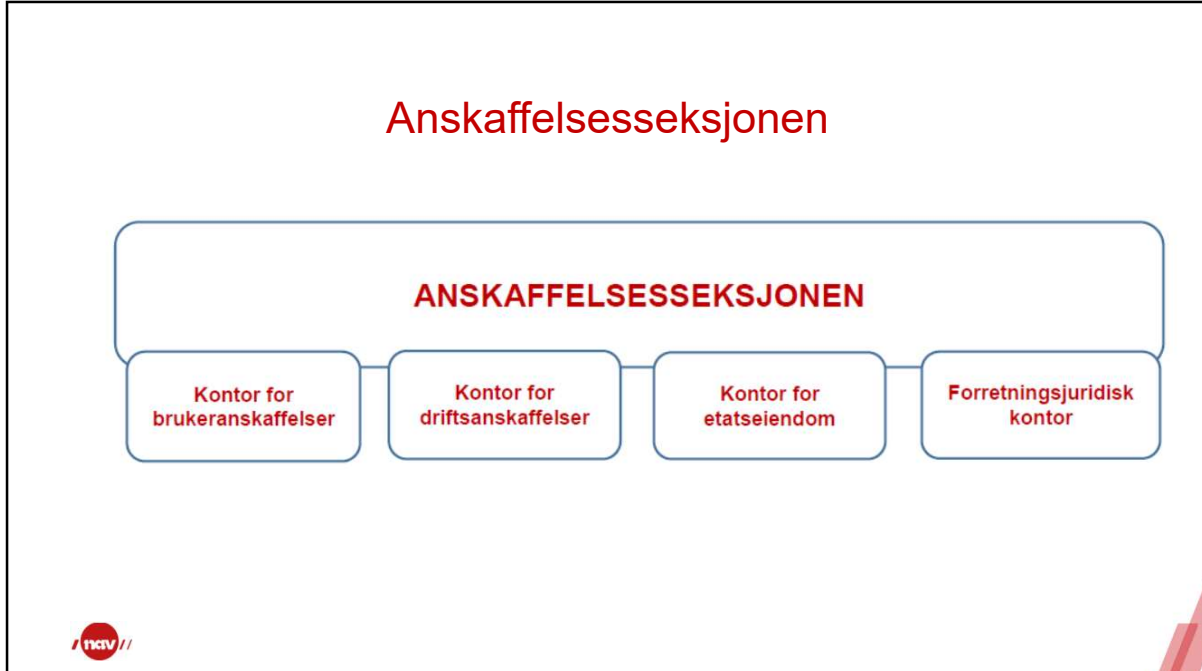 Anskaffelsesseksjonen
ANSKAFFELSESSEKSJONEN
Kontor for
brukeranskaffelser
Kontor for
driftsanskaffelser
Kontor for
etatseiendom
Forretningsjuridisk
kontor
/ nav //